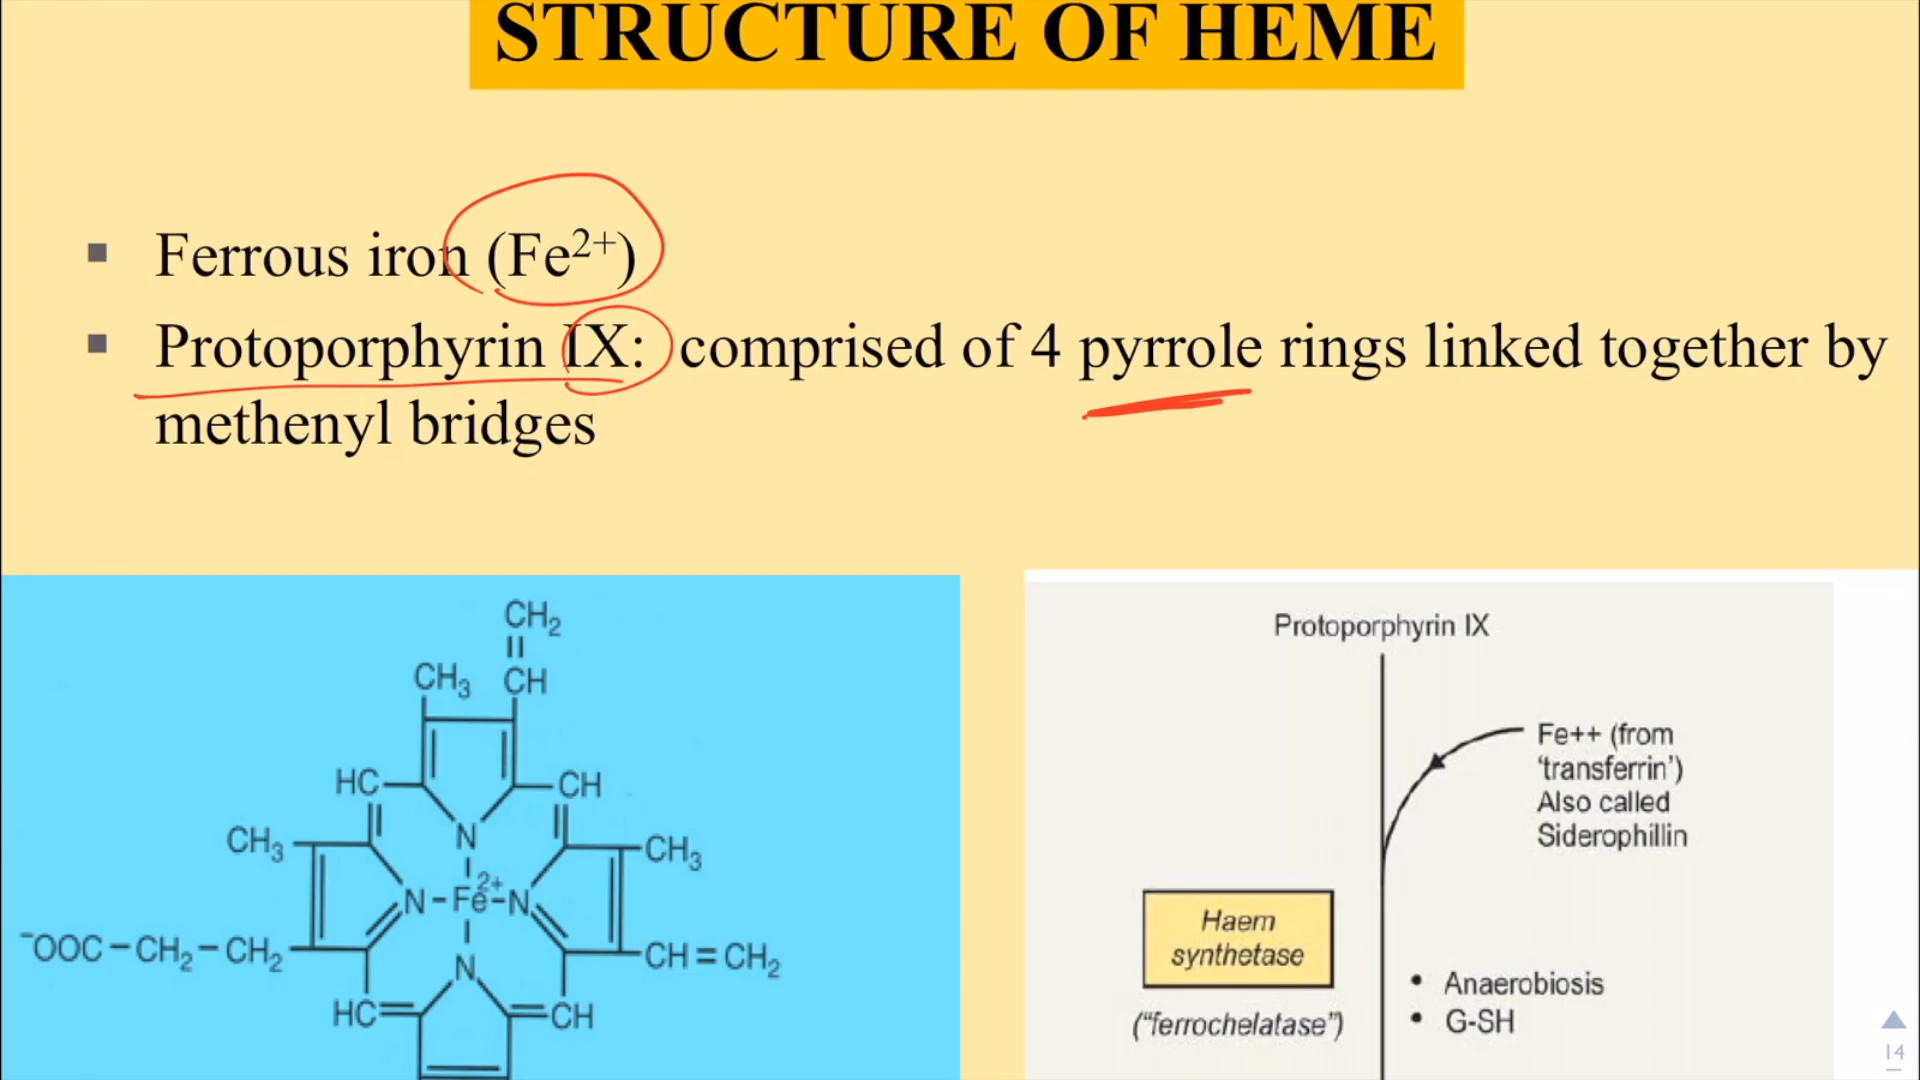 STRUCTURE OF HEME
▪ Ferrous iron (Fe²⁺)
▪ Protoporphyrin IX: comprised of 4 pyrrole rings linked together by
methenyl bridges
CH₂
CH₃ CH
HC CH
N
CH₃ CH₃
N-Fe²⁺-N
⁻OOC-CH₂-CH₂ CH=CH₂
N
HC CH
Protoporphyrin IX
Fe++ (from
‘transferrin’)
Also called
Siderophillin
Haem
synthetase
(“ferrochelatase”)
• Anaerobiosis
• G-SH
14